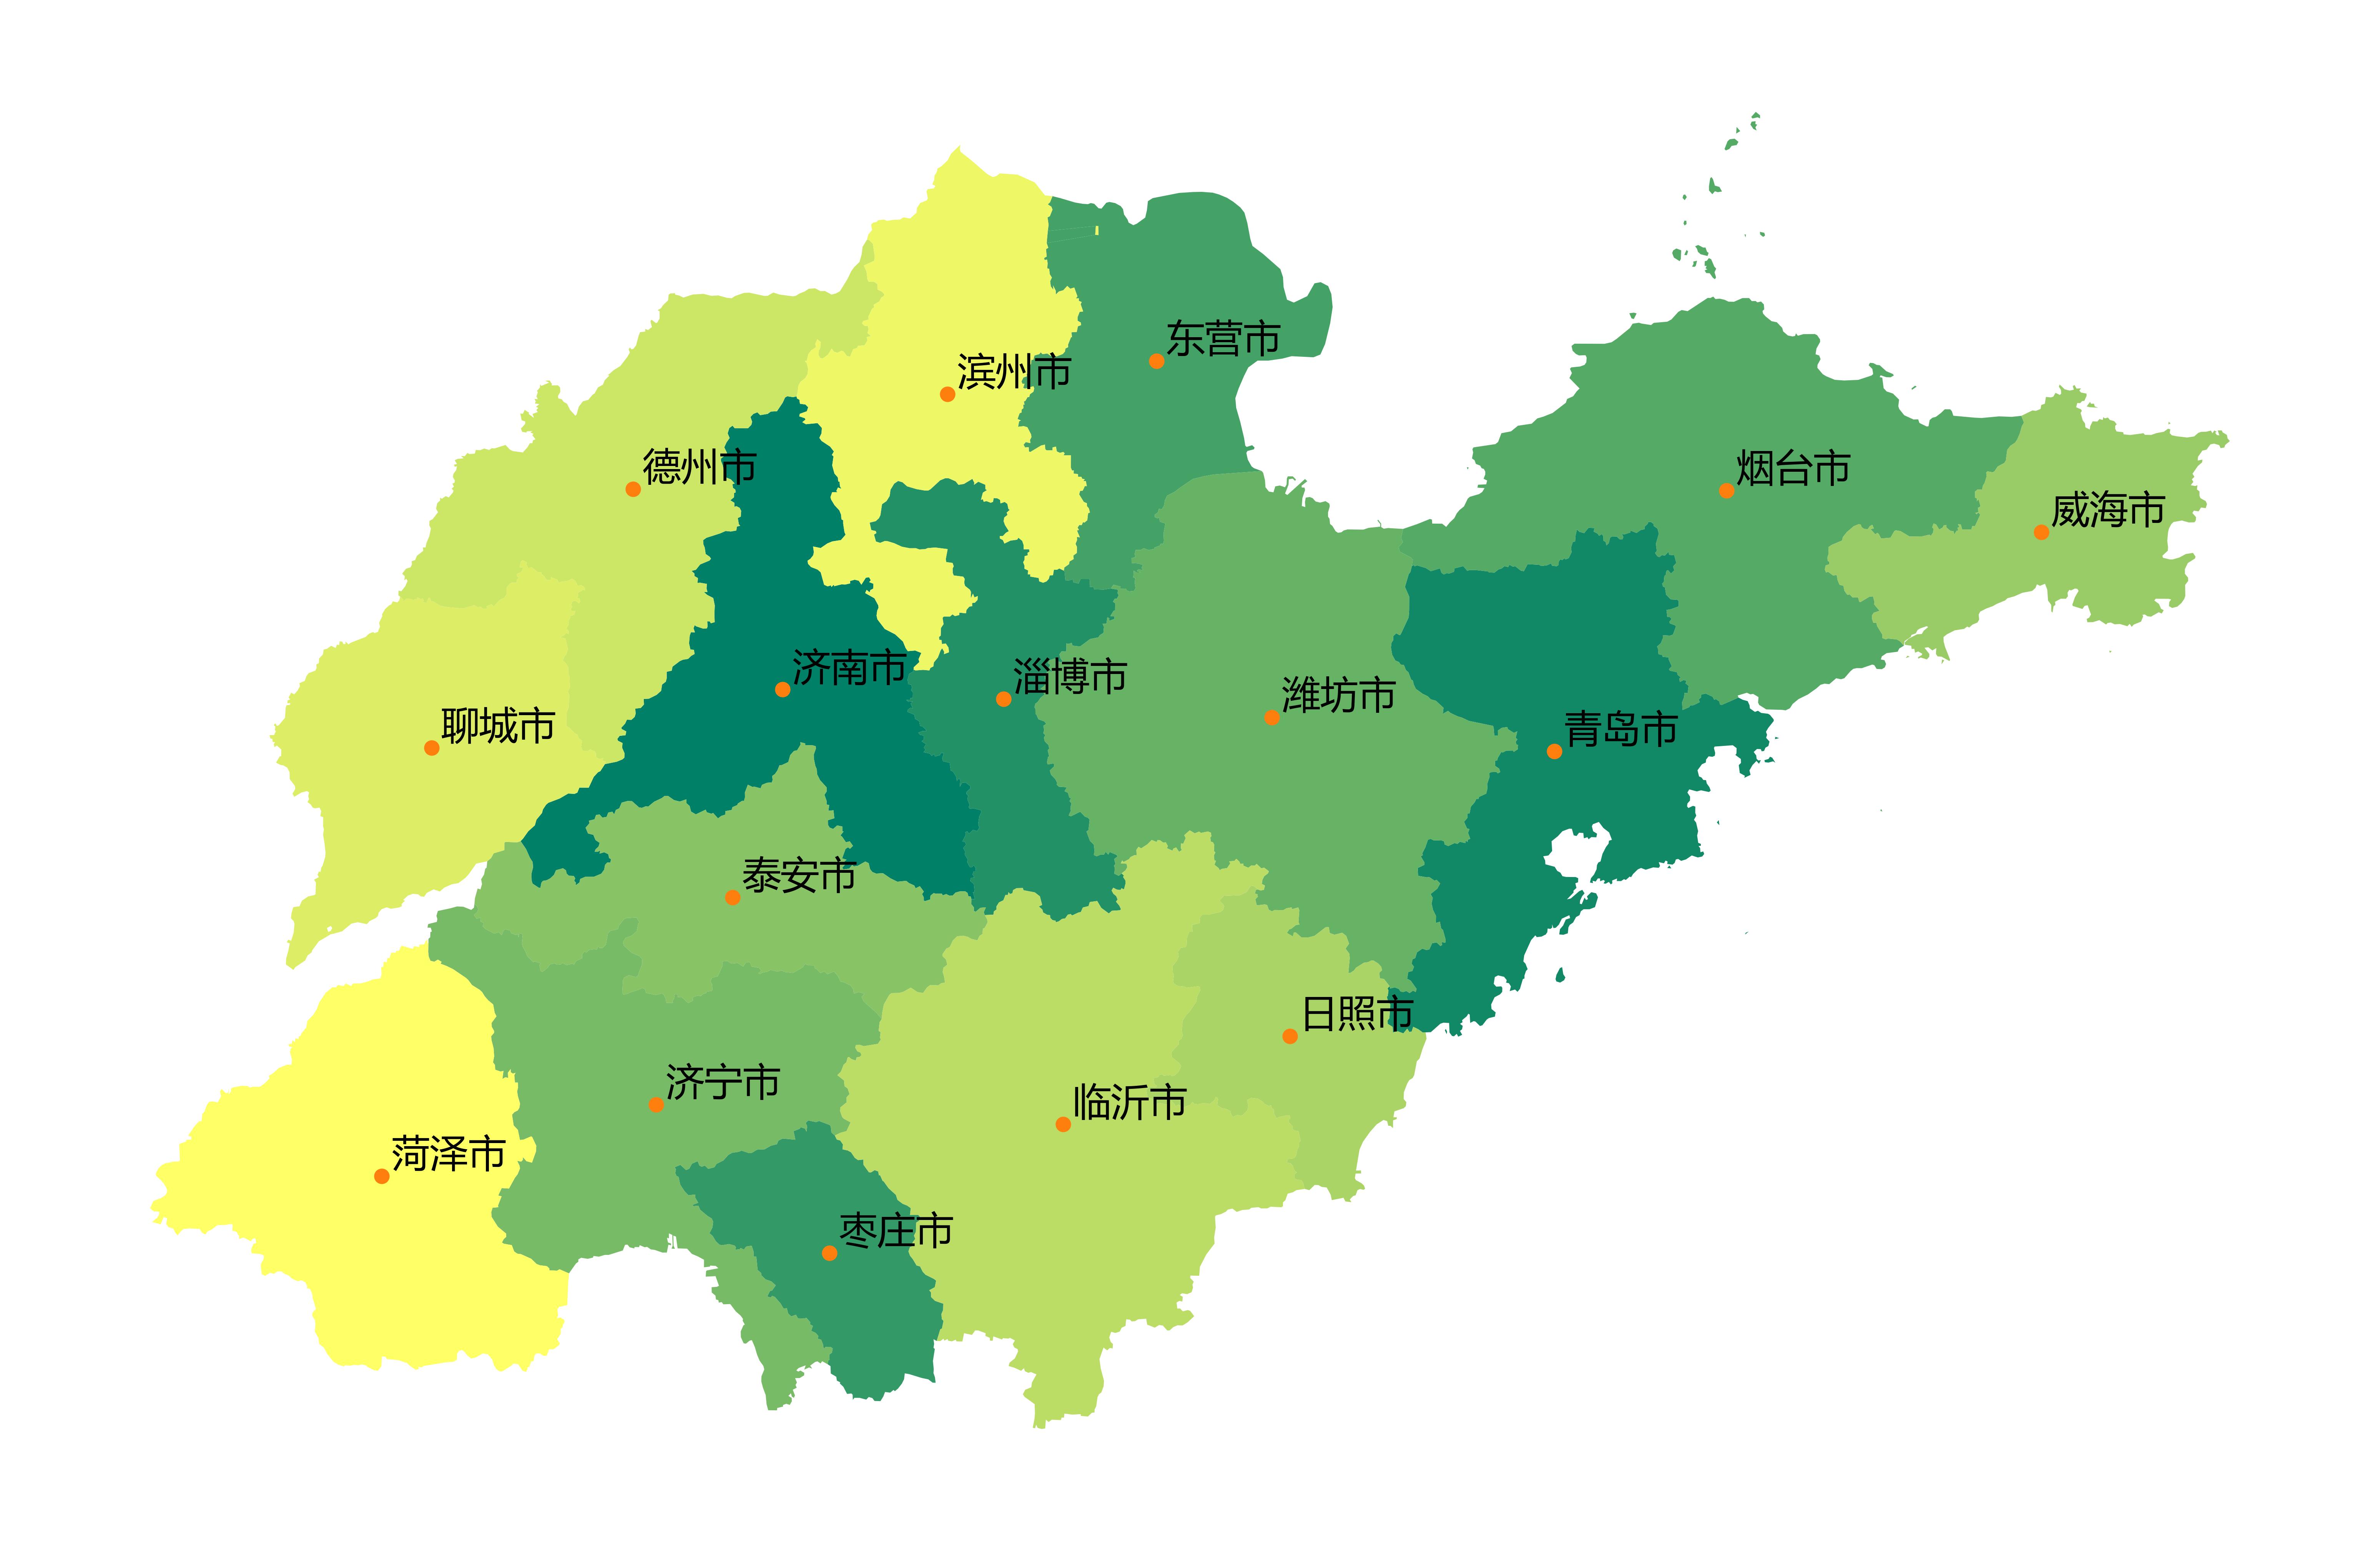 东营市
滨州市
德州市
烟台市
威海市
济南市
淄博市
潍坊市
聊城市
青岛市
泰安市
日照市
济宁市
临沂市
菏泽市
枣庄市